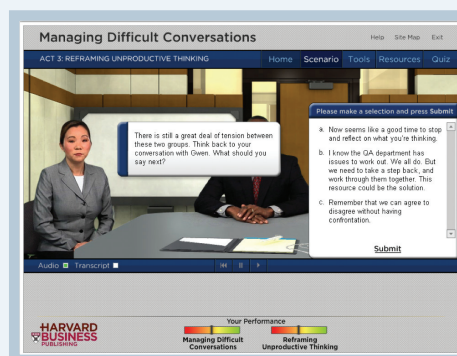 Managing Difficult Conversations
Help Site Map Exit
ACT 3: REFRAMING UNPRODUCTIVE THINKING
Home Scenario Tools Resources Quiz
There is still a great deal of tension between
these two groups. Think back to your
conversation with Gwen. What should you
say next?
Please make a selection and press Submit
a. Now seems like a good time to stop
and reflect on what you're thinking.
b. I know the QA department has
issues to work out. We all do. But
we need to take a step back, and
work through them together. This
resource could be the solution.
c. Remember that we can agree to
disagree without having
confrontation.
Submit
Audio Transcript
HARVARD
BUSINESS
PUBLISHING
Your Performance
Managing Difficult
Conversations
Reframing
Unproductive Thinking